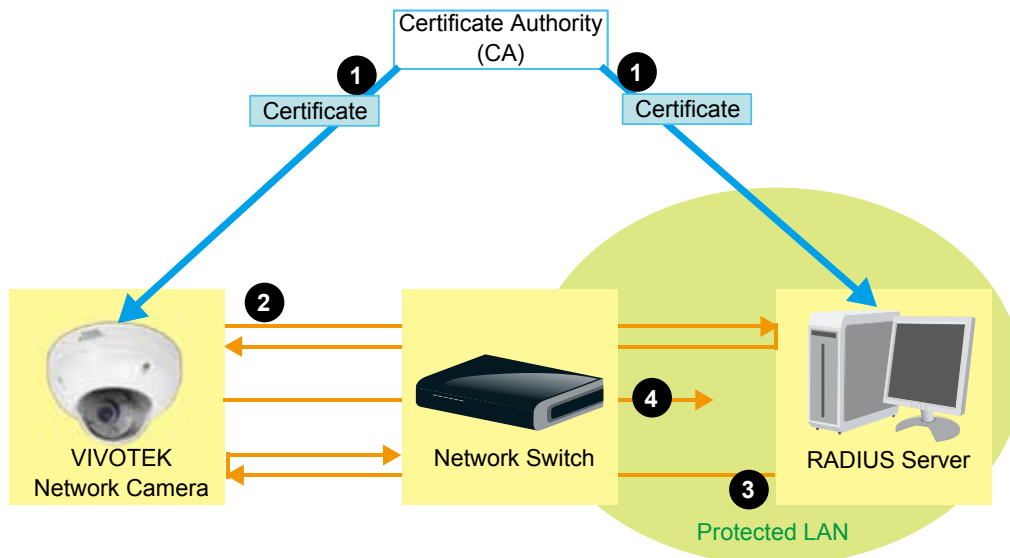 Certificate Authority
(CA)
1
1
Certificate
Certificate
2
4
VIVOTEK
Network Camera
Network Switch
RADIUS Server
3
Protected LAN